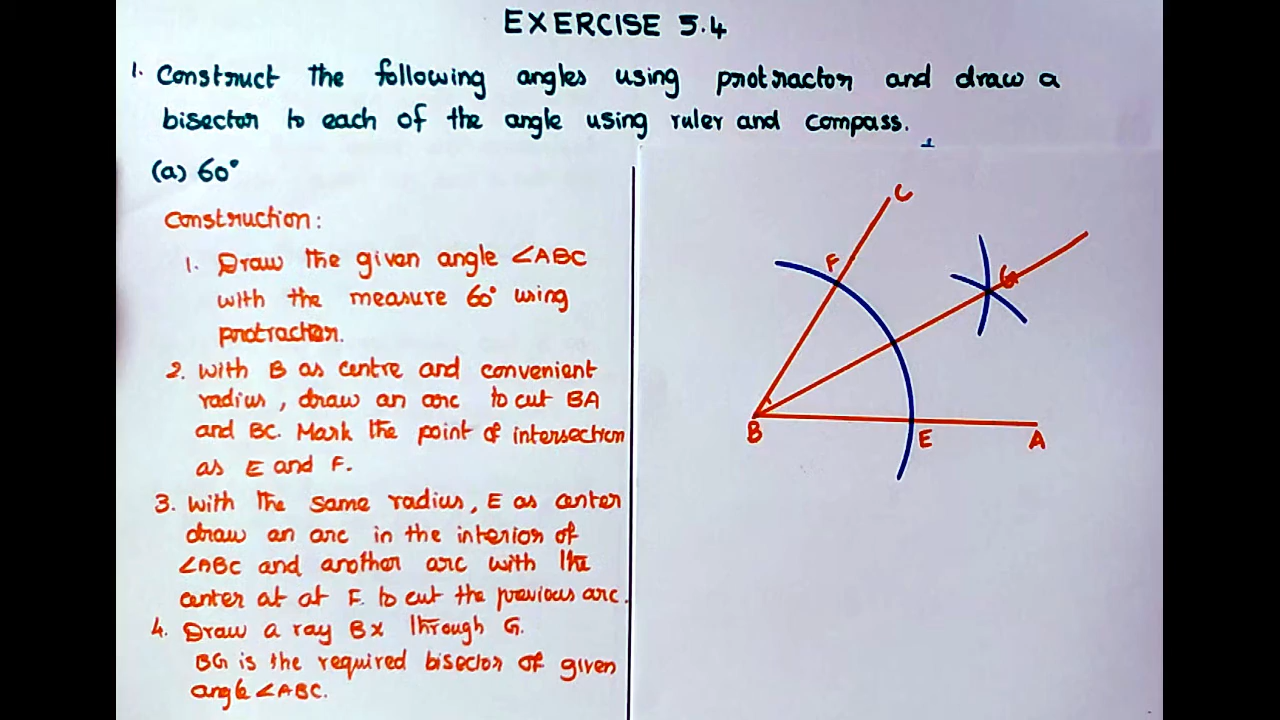 EXERCISE 5.4
1. Construct the following angles using protractor and draw a
bisector to each of the angle using ruler and compass.
(a) 60°
Construction:
1. Draw the given angle ∠ABC
with the measure 60° using
protractor.
2. With B as centre and convenient
radius, draw an arc to cut BA
and BC. Mark the point of intersection
as E and F.
3. With the same radius, E as center
draw an arc in the interior of
∠ABC and another arc with the
center at at F. to cut the previous arc.
4. Draw a ray BX through G.
BG is the required bisector of given
angle ∠ABC.
C
F
G
B
E
A